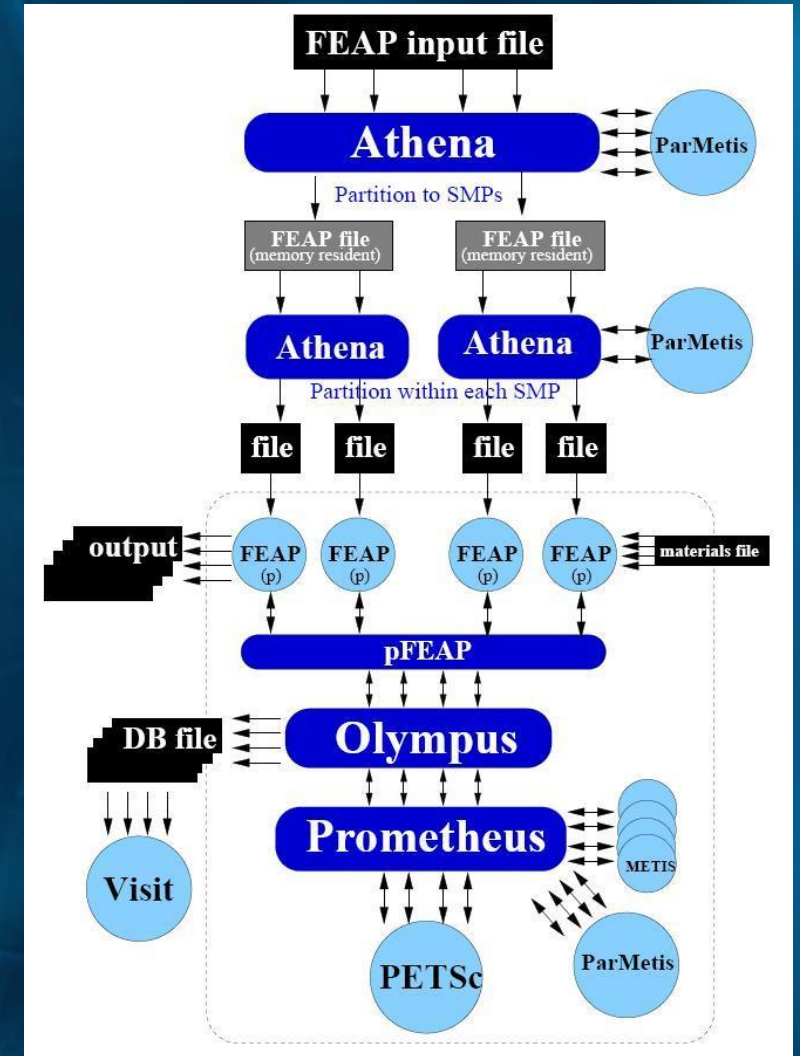 FEAP input file
Athena
ParMetis
Partition to SMPs
FEAP file
(memory resident)
FEAP file
(memory resident)
Athena
Athena
ParMetis
Partition within each SMP
file
file
file
file
output
FEAP
(p)
FEAP
(p)
FEAP
(p)
FEAP
(p)
materials file
pFEAP
DB file
Olympus
Prometheus
METIS
Visit
PETSc
ParMetis